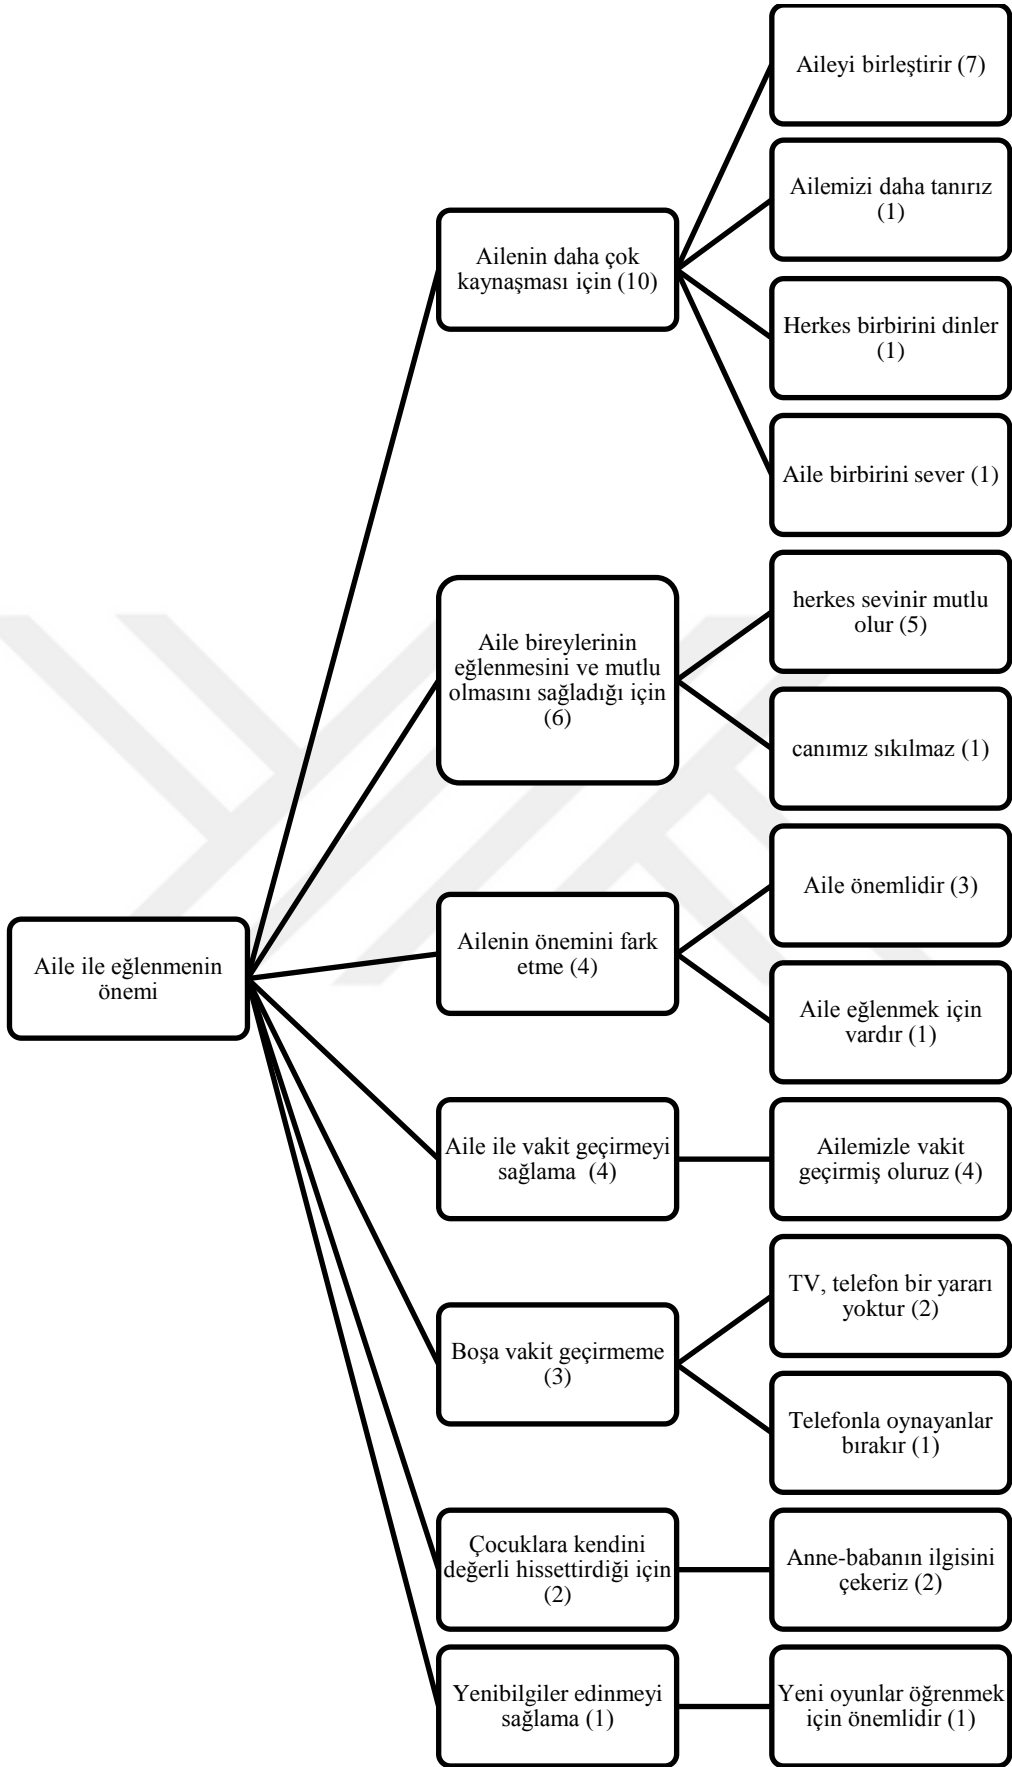 Aile ile eğlenmenin
önemi
Ailenin daha çok
kaynaşması için (10)
Aileyi birleştirir (7)
Ailemizi daha tanırız
(1)
Herkes birbirini dinler
(1)
Aile birbirini sever (1)
Aile bireylerinin
eğlenmesini ve mutlu
olmasını sağladığı için
(6)
herkes sevinir mutlu
olur (5)
canımız sıkılmaz (1)
Ailenin önemini fark
etme (4)
Aile önemlidir (3)
Aile eğlenmek için
vardır (1)
Aile ile vakit geçirmeyi
sağlama (4)
Ailemizle vakit
geçirmiş oluruz (4)
Boşa vakit geçirmeme
(3)
TV, telefon bir yararı
yoktur (2)
Telefonla oynayanlar
bırakır (1)
Çocuklara kendini
değerli hissettirdiği için
(2)
Anne-babanın ilgisini
çekeriz (2)
Yenibilgiler edinmeyi
sağlama (1)
Yeni oyunlar öğrenmek
için önemlidir (1)